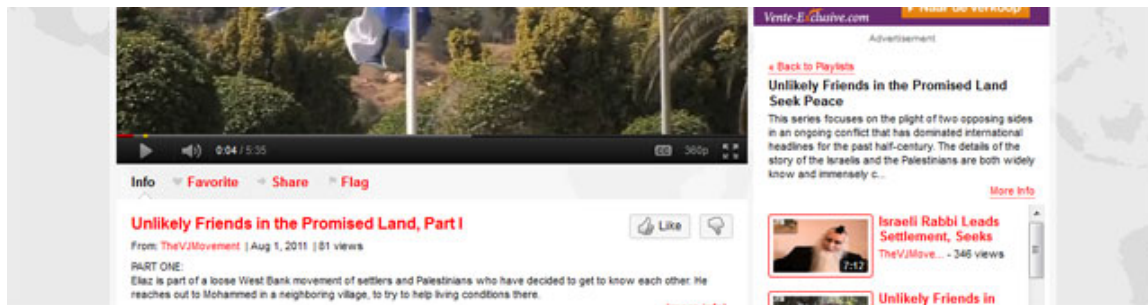 Vente-Exclusive.com
Naar de verkoop
Advertisement
« Back to Playlists
Unlikely Friends in the Promised Land
Seek Peace
This series focuses on the plight of two opposing sides
in an ongoing conflict that has dominated international
headlines for the past half-century. The details of the
story of the Israelis and the Palestinians are both widely
know and immensely c...
More Info
0:04 / 5:35
CC
360p
Info
Favorite
Share
Flag
Unlikely Friends in the Promised Land, Part I
Like
From: TheVJMovement | Aug 1, 2011 | 81 views
PART ONE:
Eliaz is part of a loose West Bank movement of settlers and Palestinians who have decided to get to know each other. He
reaches out to Mohammed in a neighboring village, to try to help living conditions there.
7:12
Israeli Rabbi Leads
Settlement, Seeks
TheVJMove... - 346 views
Unlikely Friends in